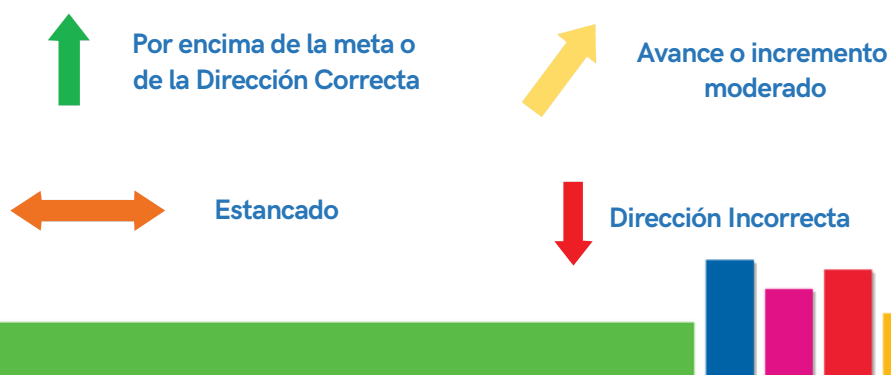 Por encima de la meta o
de la Dirección Correcta
Avance o incremento
moderado
Estancado
Dirección Incorrecta